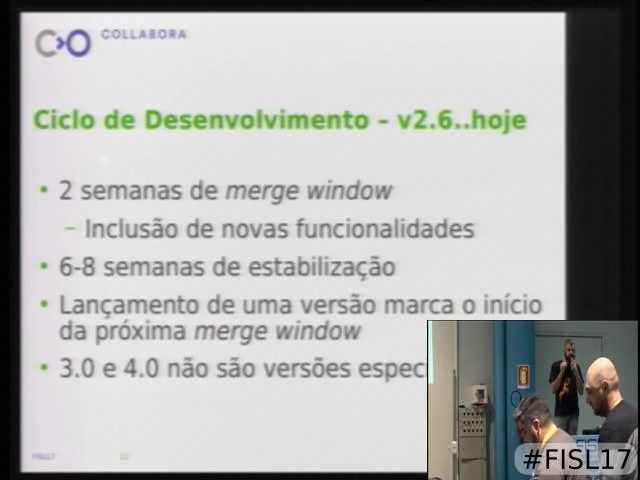 COLLABORA
Ciclo de Desenvolvimento - v2.6..hoje
• 2 semanas de merge window
– Inclusão de novas funcionalidades
• 6-8 semanas de estabilização
• Lançamento de uma versão marca o início
da próxima merge window
• 3.0 e 4.0 não são versões espec
FISL17
#FISL17